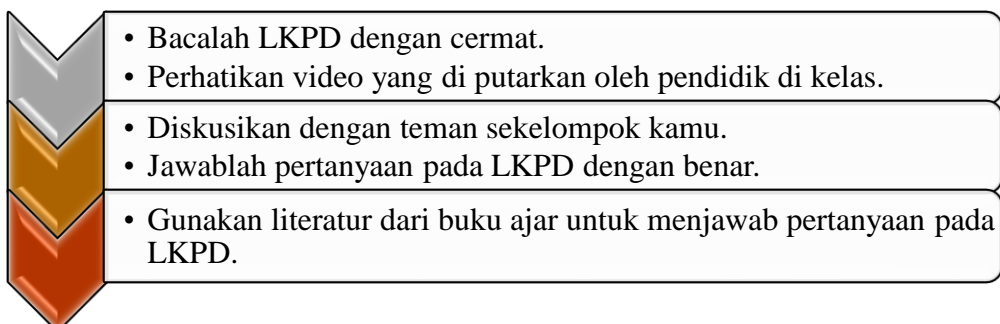 • Bacalah LKPD dengan cermat.
• Perhatikan video yang di putarkan oleh pendidik di kelas.
• Diskusikan dengan teman sekelompok kamu.
• Jawablah pertanyaan pada LKPD dengan benar.
• Gunakan literatur dari buku ajar untuk menjawab pertanyaan pada
LKPD.